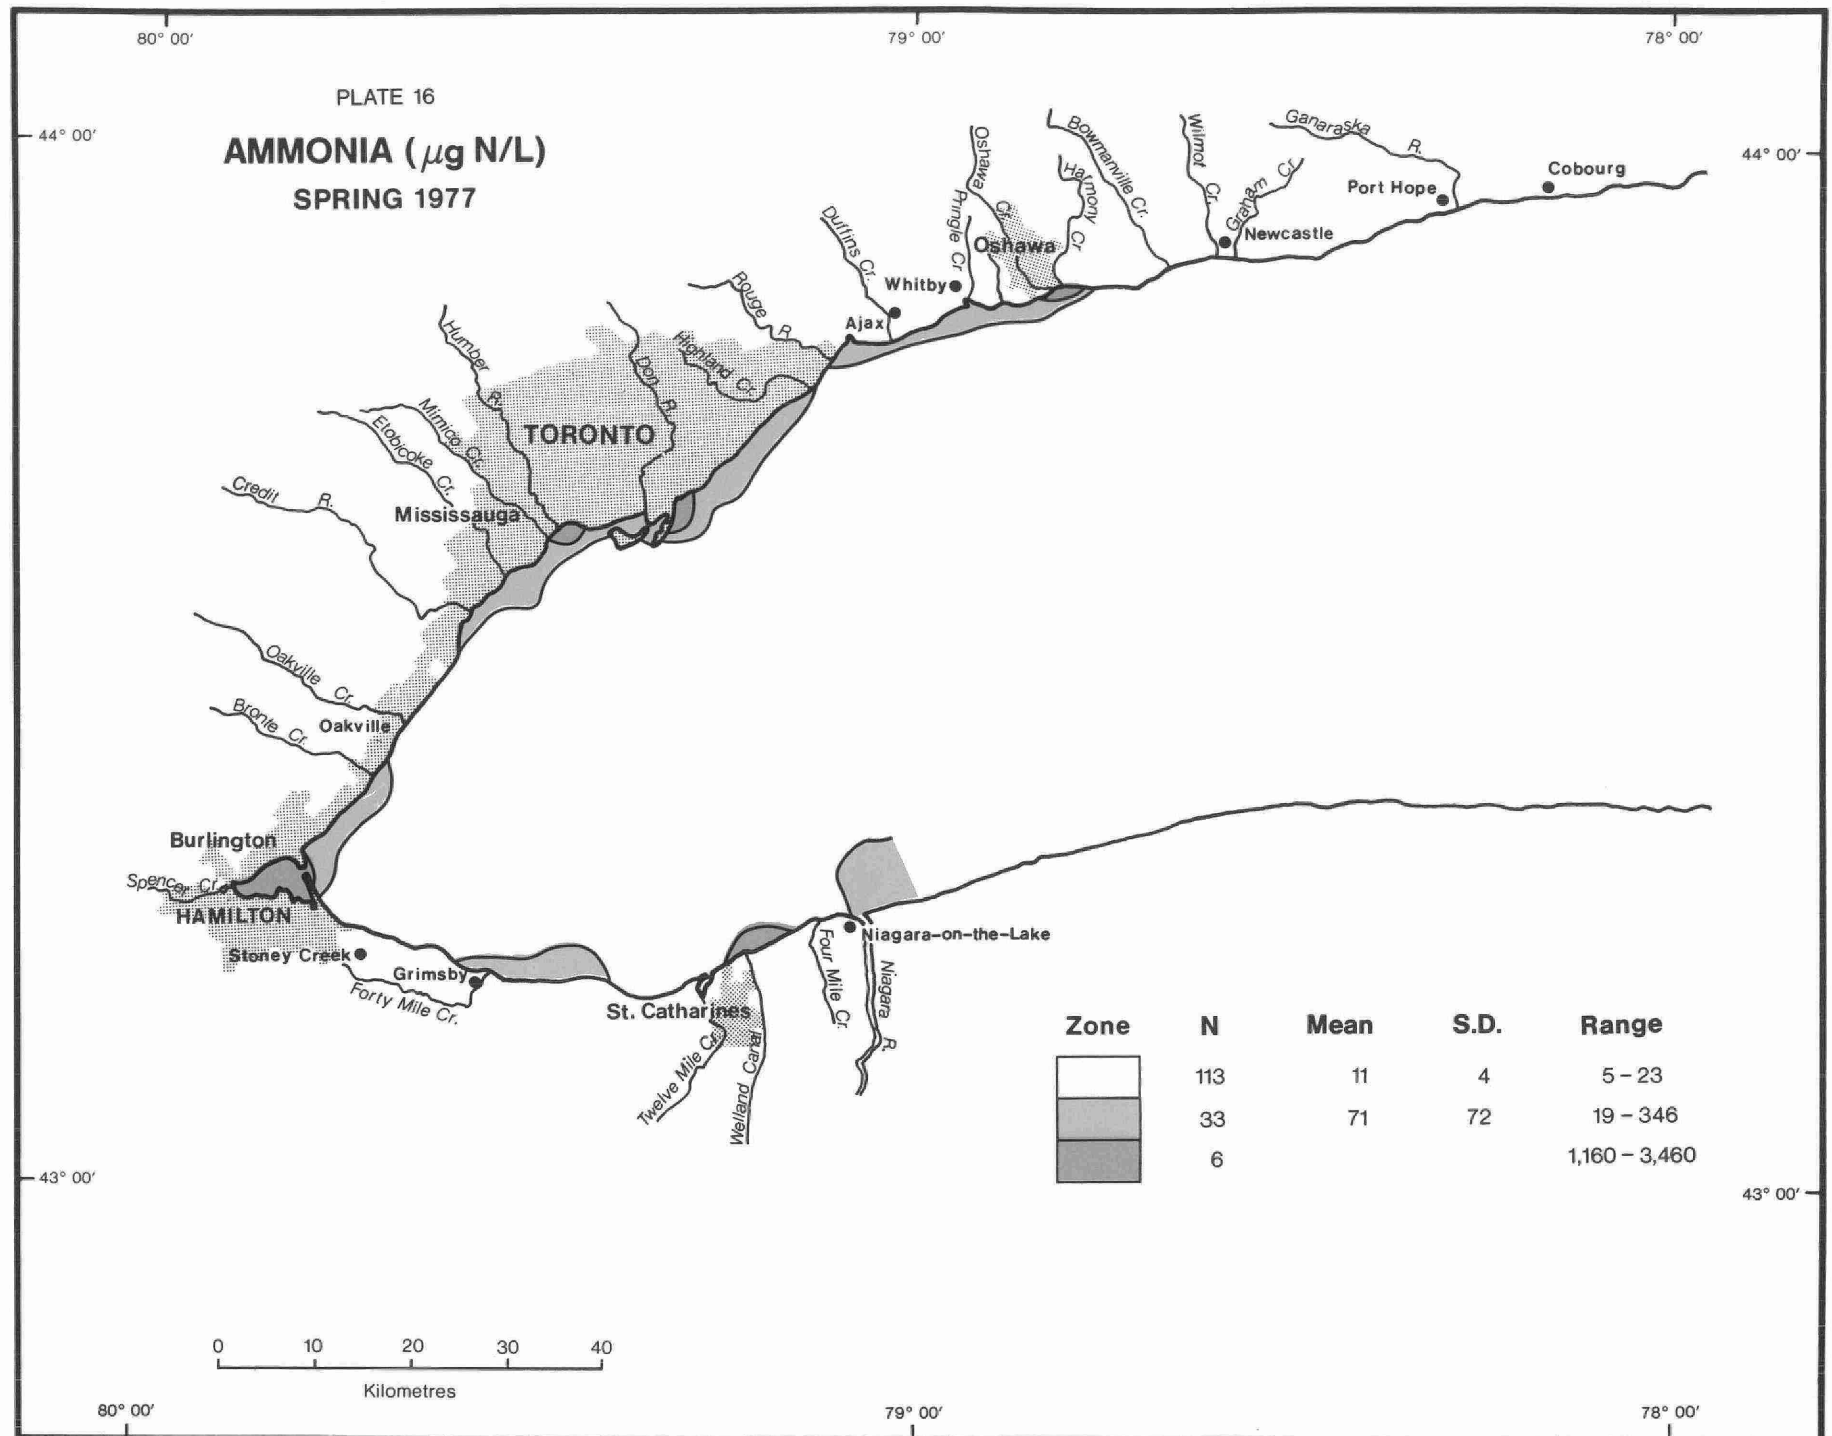 80° 00′ 79° 00′ 78° 00′
PLATE 16
AMMONIA (µg N/L)
SPRING 1977
44° 00′
44° 00′
Ganaraska R.
Bowmanville Cr.
Wilmot Cr.
Graham Cr.
Oshawa Cr.
Harmony Cr.
Pringle Cr.
Duffins Cr.
Cobourg
Port Hope
Newcastle
Oshawa
Whitby
Ajax
Rouge R.
Highland Cr.
Don R.
Humber R.
Mimico Cr.
Etobicoke Cr.
TORONTO
Credit R.
Mississauga
Oakville Cr.
Bronte Cr.
Oakville
Burlington
Spencer Cr.
HAMILTON
Stoney Creek
Grimsby
Forty Mile Cr.
St. Catharines
Twelve Mile Cr.
Welland Canal
Four Mile Cr.
Niagara-on-the-Lake
Niagara R.
Zone N Mean S.D. Range
113 11 4 5 – 23
33 71 72 19 – 346
6 1,160 – 3,460
43° 00′
43° 00′
0 10 20 30 40
Kilometres
80° 00′ 79° 00′ 78° 00′